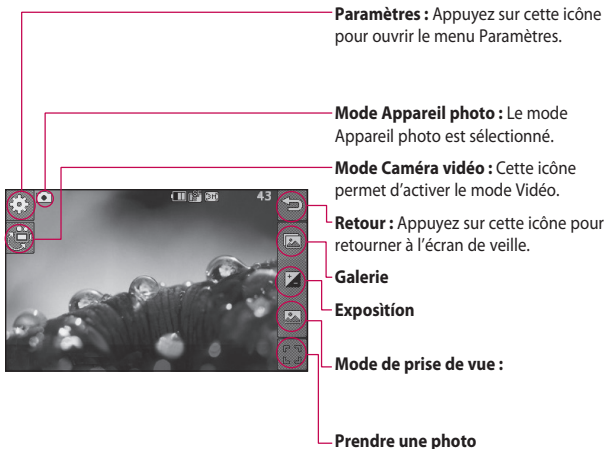 Paramètres : Appuyez sur cette icône
pour ouvrir le menu Paramètres.
Mode Appareil photo : Le mode
Appareil photo est sélectionné.
Mode Caméra vidéo : Cette icône
permet d'activer le mode Vidéo.
43
Retour : Appuyez sur cette icône pour
retourner à l'écran de veille.
Galerie
Exposìtíon
Mode de prise de vue :
Prendre une photo